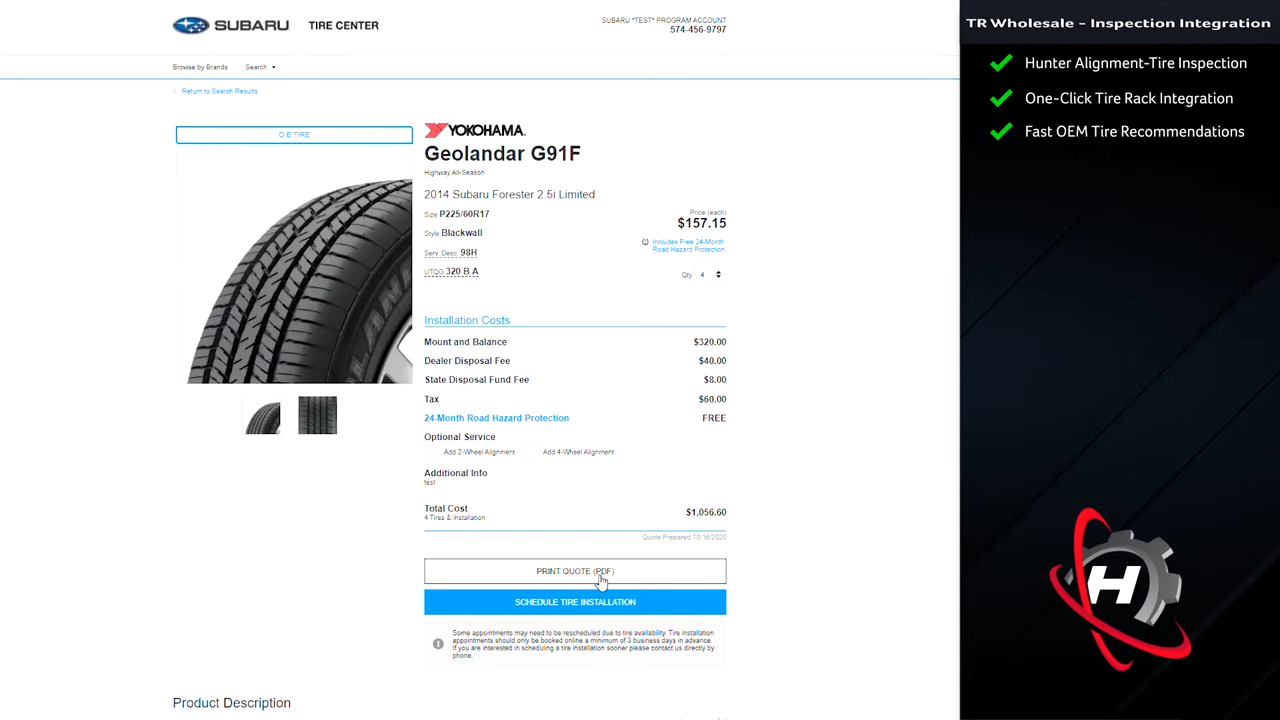 SUBARU
TIRE CENTER
SUBARU *TEST* PROGRAM ACCOUNT
574-456-9797
Browse by Brands
Search
Return to Search Results
O.E.TIRE
YOKOHAMA
Geolandar G91F
Highway All-Season
2014 Subaru Forester 2.5i Limited
Size P225/60R17
Style Blackwall
Serv. Desc. 98H
UTQG 320 B A
Price (each)
$157.15
Includes Free 24-Month
Road Hazard Protection
Qty 4
Installation Costs
Mount and Balance $320.00
Dealer Disposal Fee $40.00
State Disposal Fund Fee $8.00
Tax $60.00
24-Month Road Hazard Protection FREE
Optional Service
Add 2-Wheel Alignment Add 4-Wheel Alignment
Additional Info
test
Total Cost $1,056.60
4 Tires & Installation
Quote Prepared 10/16/2020
PRINT QUOTE (PDF)
SCHEDULE TIRE INSTALLATION
Some appointments may need to be rescheduled due to tire availability. Tire installation
appointments should only be booked online a minimum of 3 business days in advance.
If you are interested in scheduling a tire installation sooner please contact us directly by
phone.
Product Description
TR Wholesale - Inspection Integration
Hunter Alignment-Tire Inspection
One-Click Tire Rack Integration
Fast OEM Tire Recommendations
H